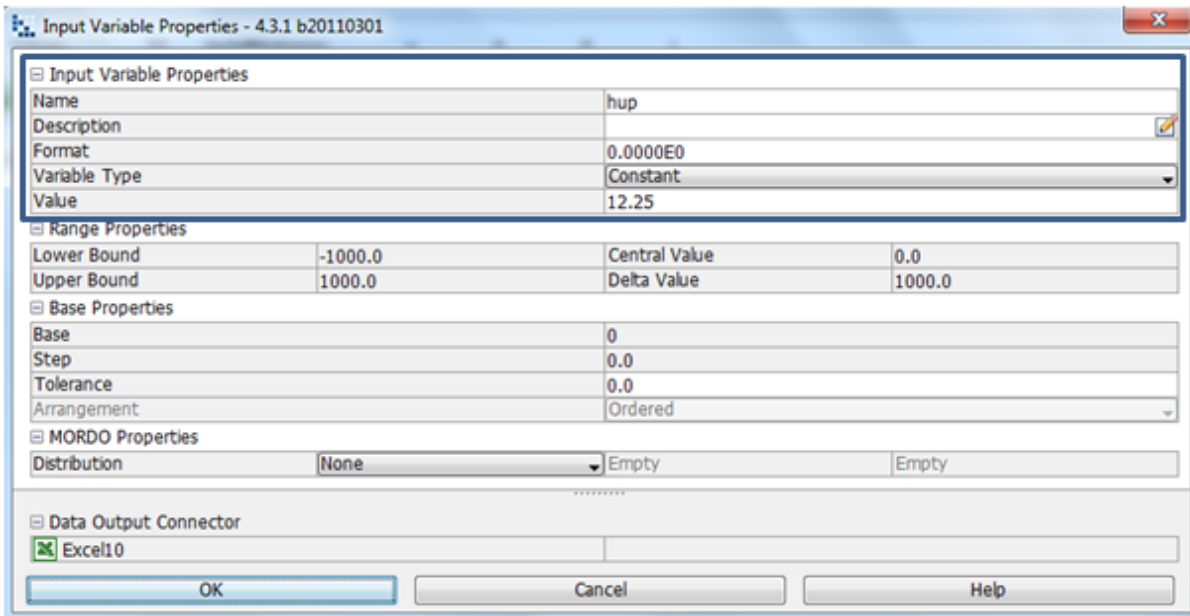 Input Variable Properties - 4.3.1 b20110301
Input Variable Properties
Name hup
Description
Format 0.0000E0
Variable Type Constant
Value 12.25
Range Properties
Lower Bound -1000.0 Central Value 0.0
Upper Bound 1000.0 Delta Value 1000.0
Base Properties
Base 0
Step 0.0
Tolerance 0.0
Arrangement Ordered
MORDO Properties
Distribution None Empty Empty
Data Output Connector
Excel10
OK Cancel Help